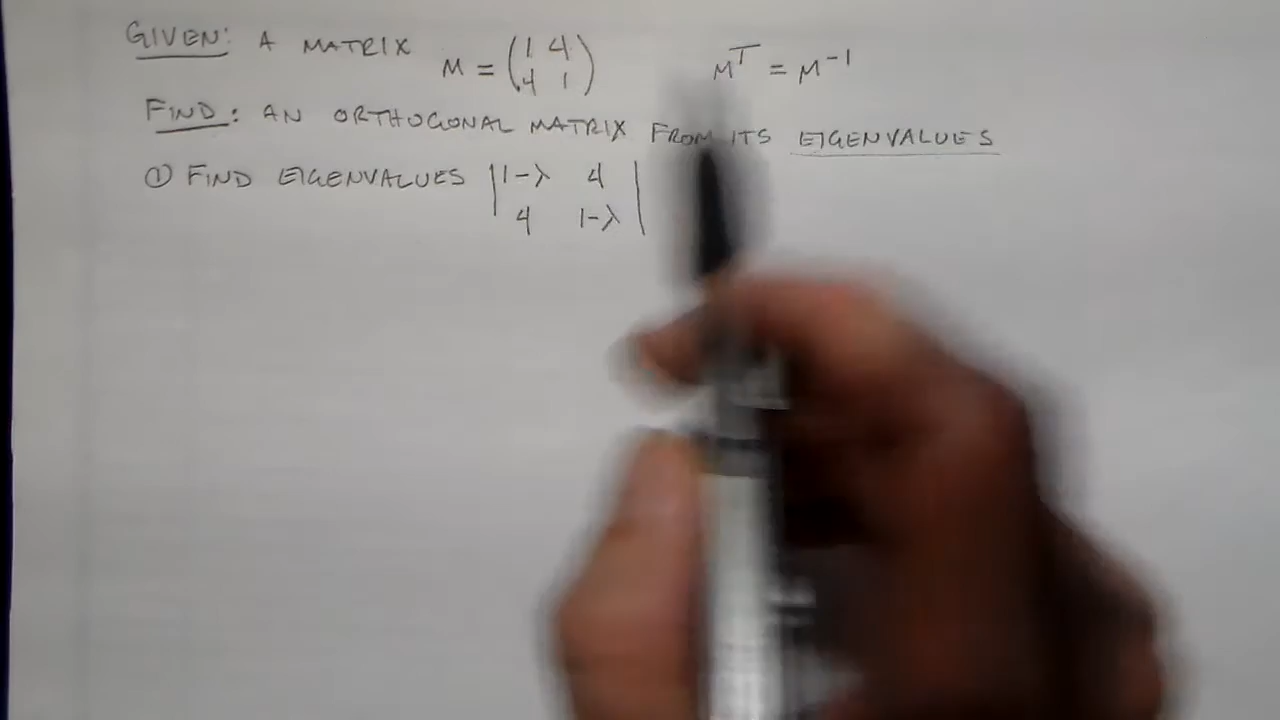 GIVEN: A MATRIX M = (1 4 Mᵀ = M⁻¹
4 1)
FIND: AN ORTHOGONAL MATRIX FROM ITS EIGENVALUES
① FIND EIGENVALUES |1-λ 4|
4 1-λ